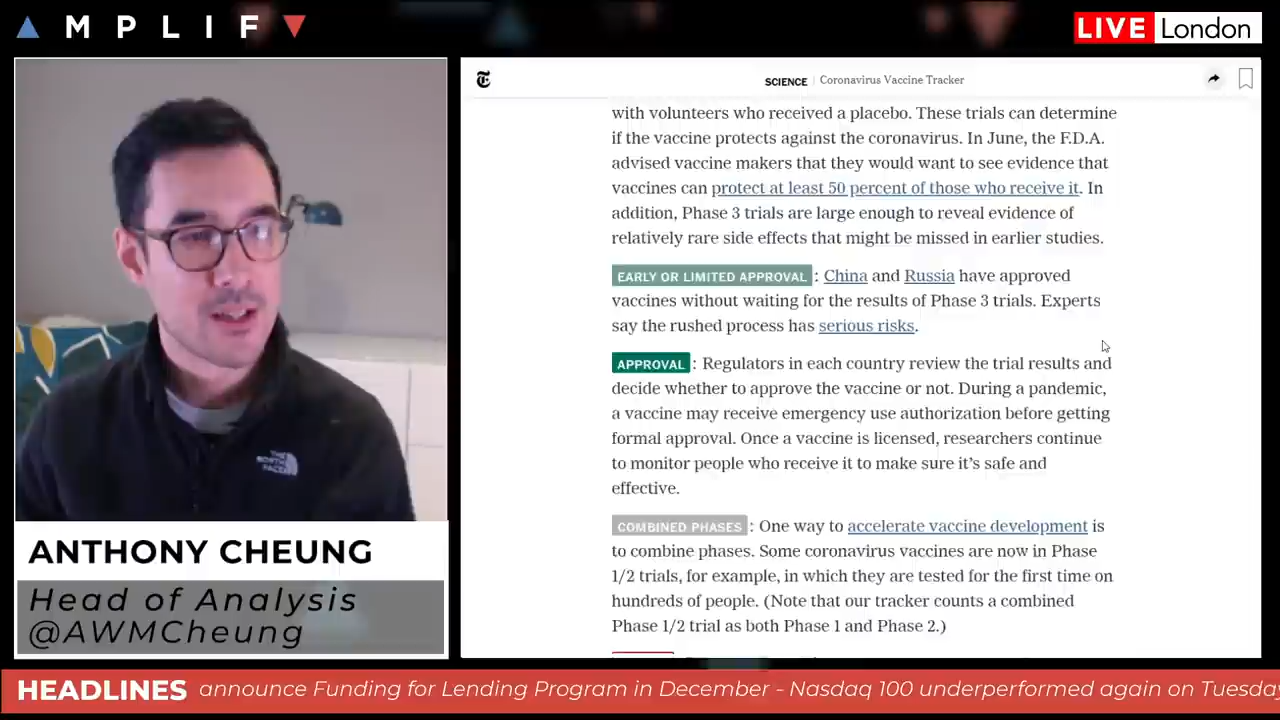 AMPLIFY
LIVE London
SCIENCE | Coronavirus Vaccine Tracker
with volunteers who received a placebo. These trials can determine
if the vaccine protects against the coronavirus. In June, the F.D.A.
advised vaccine makers that they would want to see evidence that
vaccines can protect at least 50 percent of those who receive it. In
addition, Phase 3 trials are large enough to reveal evidence of
relatively rare side effects that might be missed in earlier studies.
EARLY OR LIMITED APPROVAL : China and Russia have approved
vaccines without waiting for the results of Phase 3 trials. Experts
say the rushed process has serious risks.
APPROVAL : Regulators in each country review the trial results and
decide whether to approve the vaccine or not. During a pandemic,
a vaccine may receive emergency use authorization before getting
formal approval. Once a vaccine is licensed, researchers continue
to monitor people who receive it to make sure it’s safe and
effective.
COMBINED PHASES : One way to accelerate vaccine development is
to combine phases. Some coronavirus vaccines are now in Phase
1/2 trials, for example, in which they are tested for the first time on
hundreds of people. (Note that our tracker counts a combined
Phase 1/2 trial as both Phase 1 and Phase 2.)
THE
NORTH
FACE
ANTHONY CHEUNG
Head of Analysis
@AWMCheung
HEADLINES announce Funding for Lending Program in December - Nasdaq 100 underperformed again on Tuesday